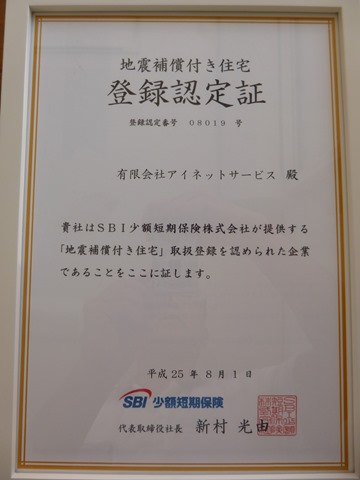 地震補償付き住宅
登録認定証
登録認定番号 08019 号
有限会社アイネットサービス 殿
貴社はSBI少額短期保険株式会社が提供する
「地震補償付き住宅」取扱登録を認められた企業
であることをここに証します。
平成25年8月1日
SBI 少額短期保険
代表取締役社長 新村 光由